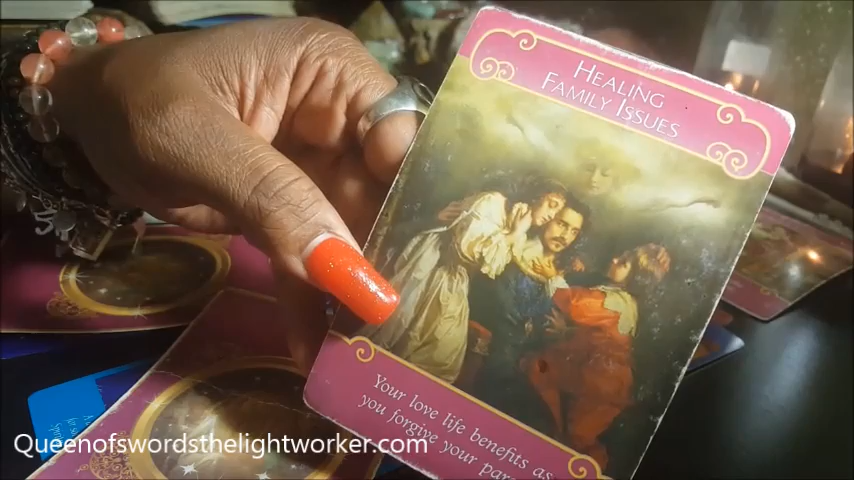 HEALING
FAMILY ISSUES
Your love life benefits as
you forgive your
Queenofswordsthelightworker.com